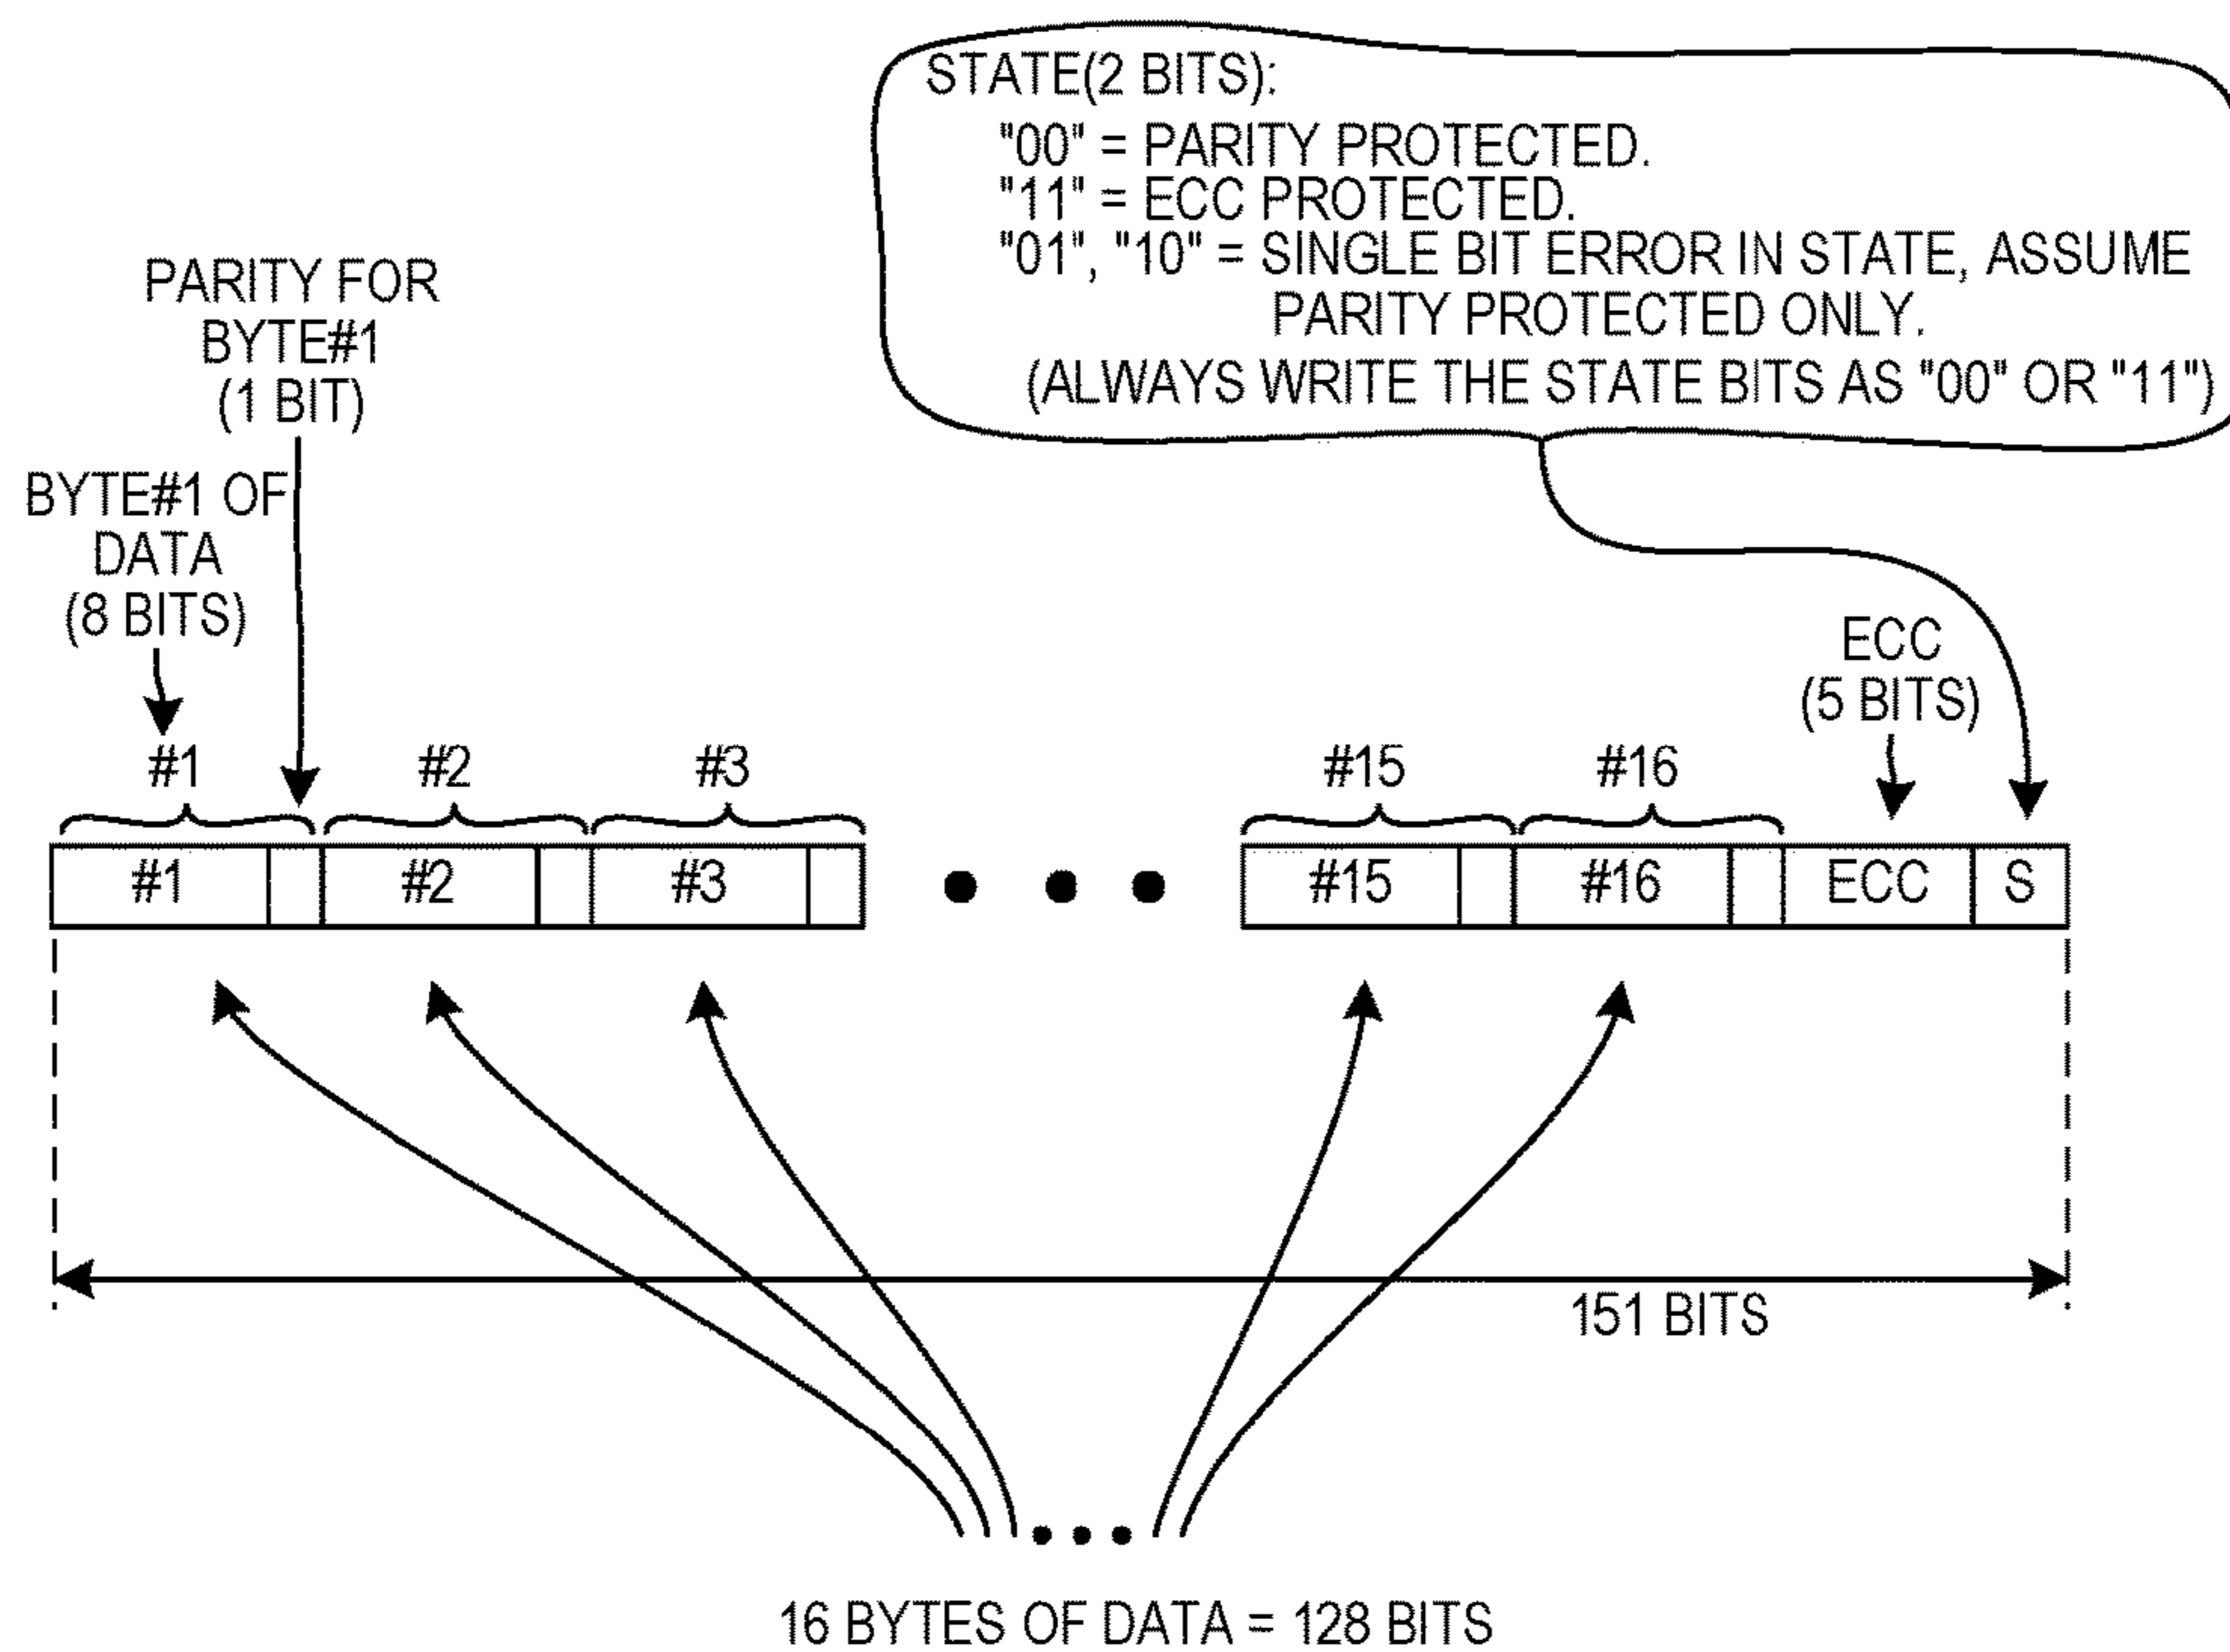 STATE(2 BITS):
"00" = PARITY PROTECTED.
"11" = ECC PROTECTED.
"01", "10" = SINGLE BIT ERROR IN STATE, ASSUME
PARITY PROTECTED ONLY.
(ALWAYS WRITE THE STATE BITS AS "00" OR "11")
PARITY FOR
BYTE#1
(1 BIT)
BYTE#1 OF
DATA
(8 BITS)
ECC
(5 BITS)
#1 #2 #3 #15 #16
#1 #2 #3 #15 #16 ECC S
151 BITS
16 BYTES OF DATA = 128 BITS